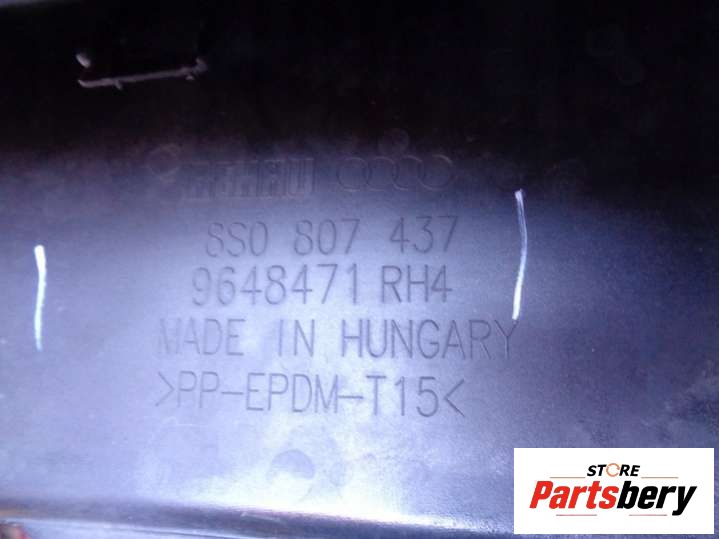 8S0 807 437
9648471 RH4
MADE IN HUNGARY
>PP-EPDM-T15<
STORE
Partsbery